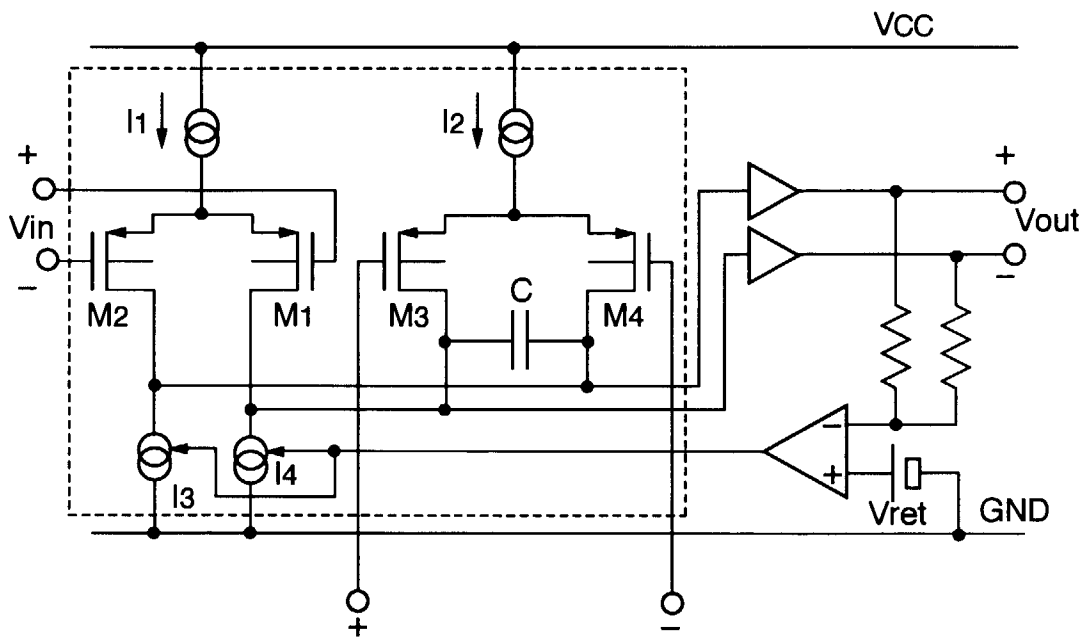 VCC
I1
I2
+
+
Vin
Vout
−
−
M2
M1
M3
C
M4
−
I4
+
I3
Vret
GND
+
−